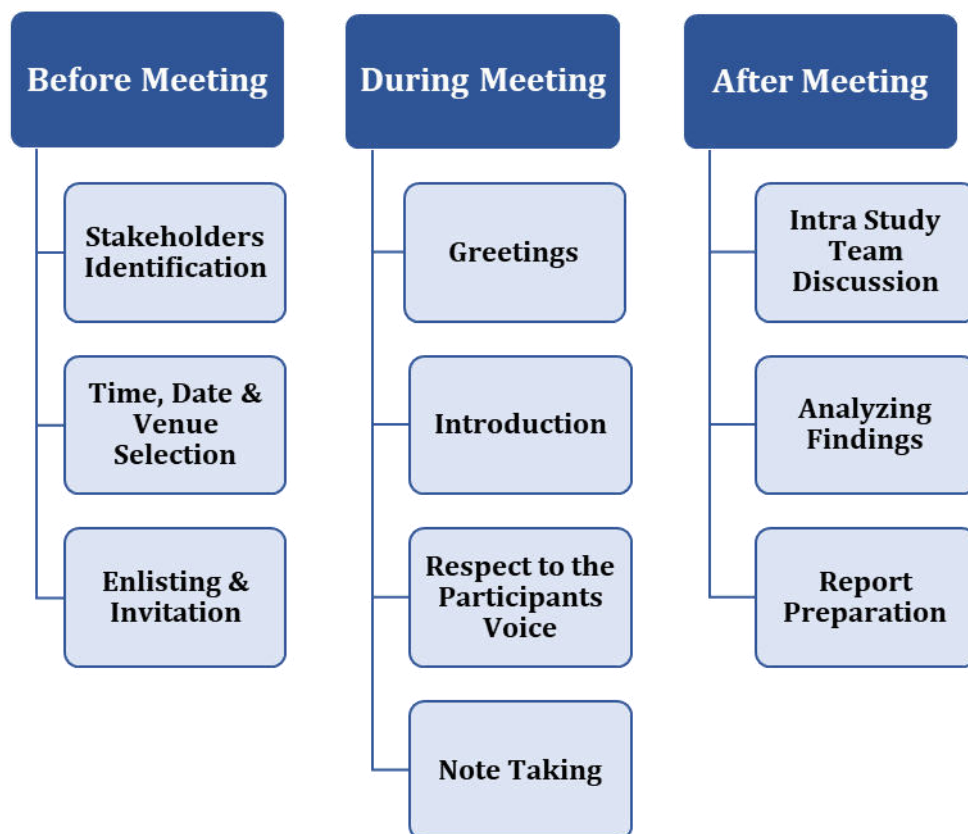 Before Meeting
Stakeholders
Identification
Time, Date &
Venue
Selection
Enlisting &
Invitation
During Meeting
Greetings
Introduction
Respect to the
Participants
Voice
Note Taking
After Meeting
Intra Study
Team
Discussion
Analyzing
Findings
Report
Preparation